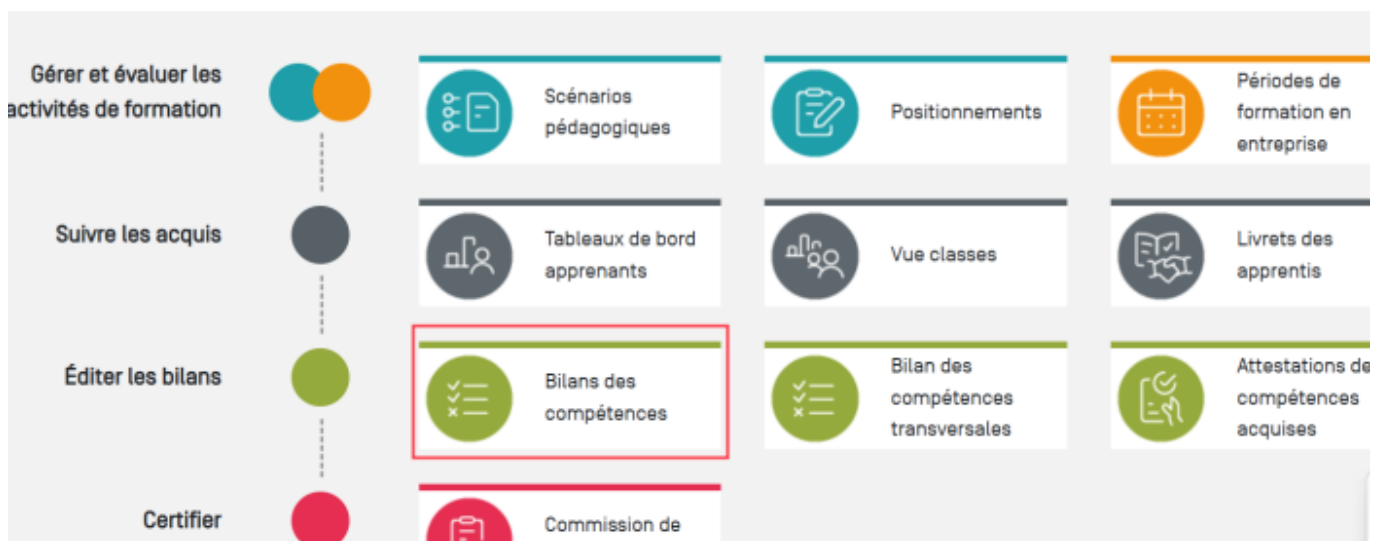 Gérer et évaluer les
activités de formation
Scénarios
pédagogiques
Positionnements
Périodes de
formation en
entreprise
Suivre les acquis
Tableaux de bord
apprenants
Vue classes
Livrets des
apprentis
Éditer les bilans
Bilans des
compétences
Bilan des
compétences
transversales
Attestations de
compétences
acquises
Certifier
Commission de